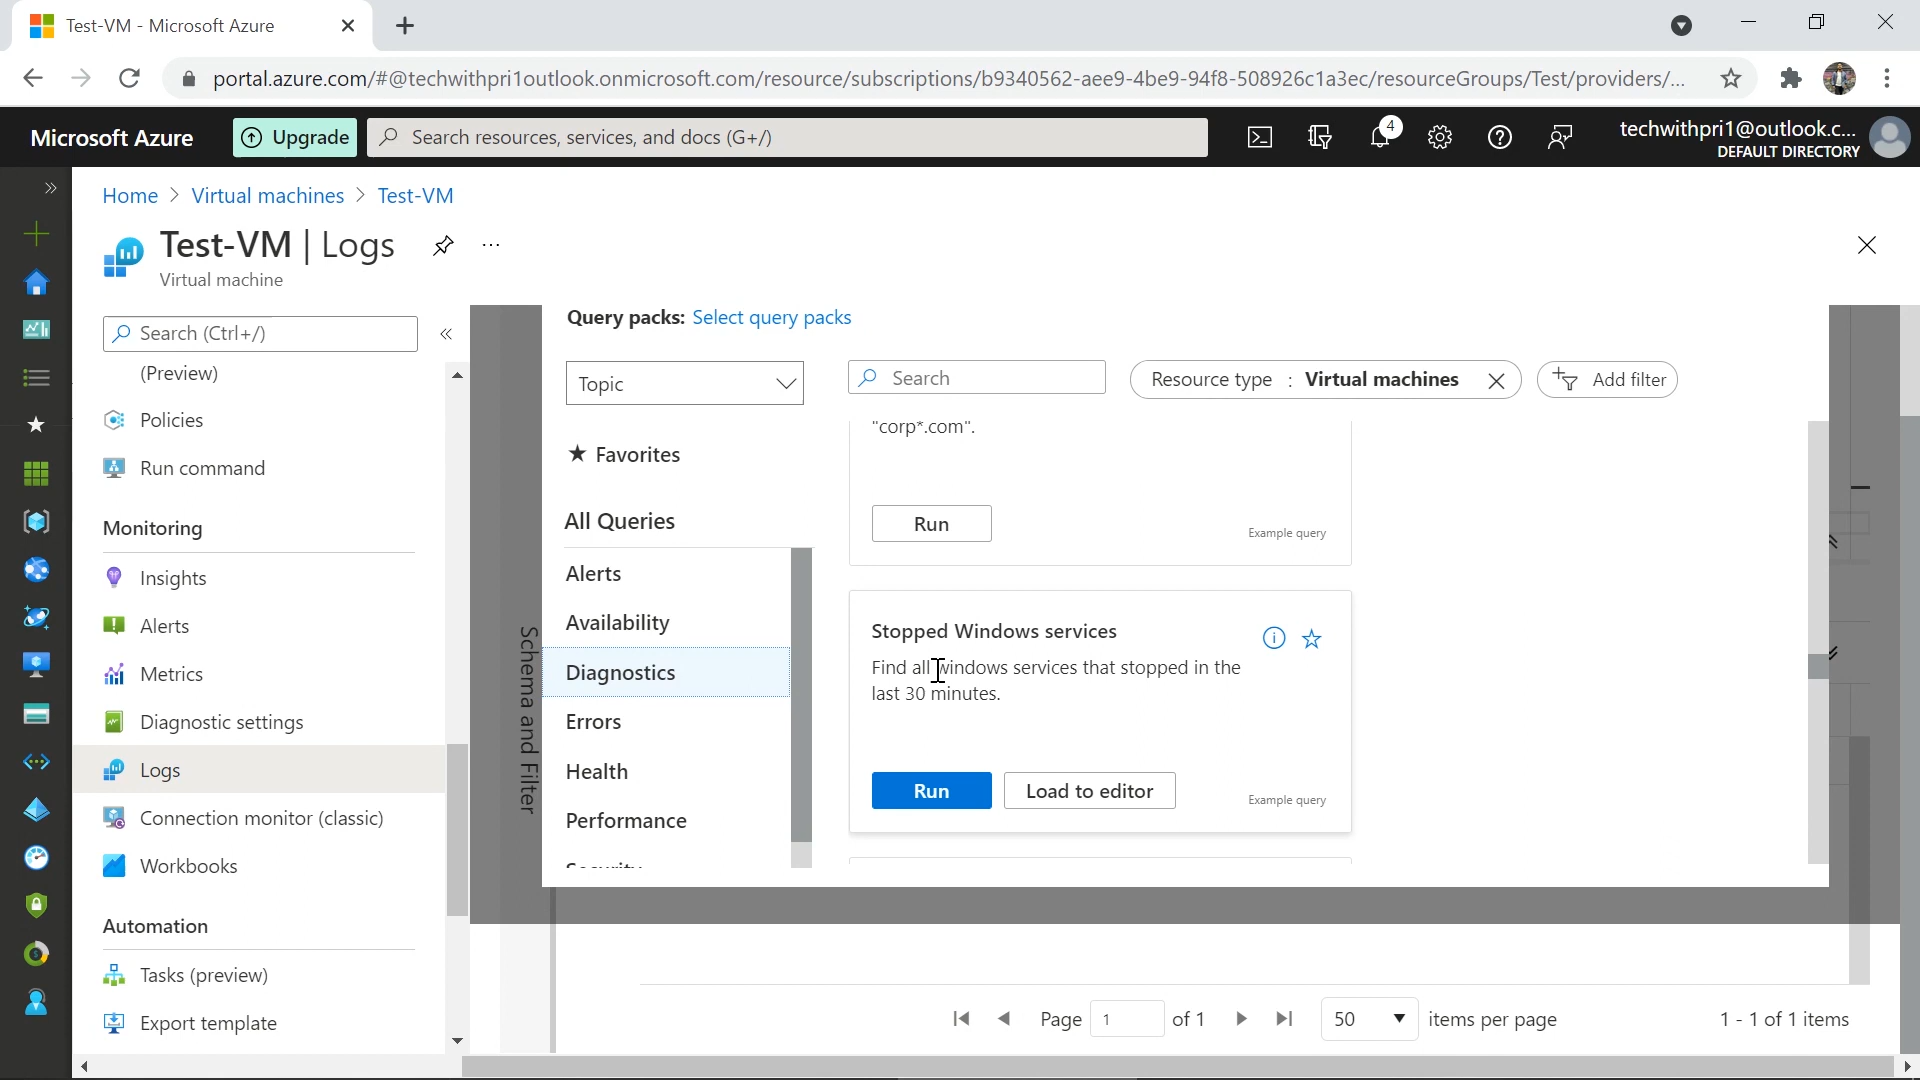 Test-VM - Microsoft Azure
portal.azure.com/#@techwithpri1outlook.onmicrosoft.com/resource/subscriptions/b9340562-aee9-4be9-94f8-508926c1a3ec/resourceGroups/Test/providers/...
Microsoft Azure
Upgrade
Search resources, services, and docs (G+/)
4
techwithpri1@outlook.c...
DEFAULT DIRECTORY
Home > Virtual machines > Test-VM
Test-VM | Logs
...
Virtual machine
Search (Ctrl+/)
(Preview)
Policies
Run command
Monitoring
Insights
Alerts
Metrics
Diagnostic settings
Logs
Connection monitor (classic)
Workbooks
Automation
Tasks (preview)
Export template
Schema and Filter
Query packs: Select query packs
Topic
Search
Resource type : Virtual machines
Add filter
Favorites
All Queries
Alerts
Availability
Diagnostics
Errors
Health
Performance
Security
"corp*.com".
Run
Example query
Stopped Windows services
Find all windows services that stopped in the
last 30 minutes.
Run
Load to editor
Example query
Page 1 of 1
50 items per page
1 - 1 of 1 items